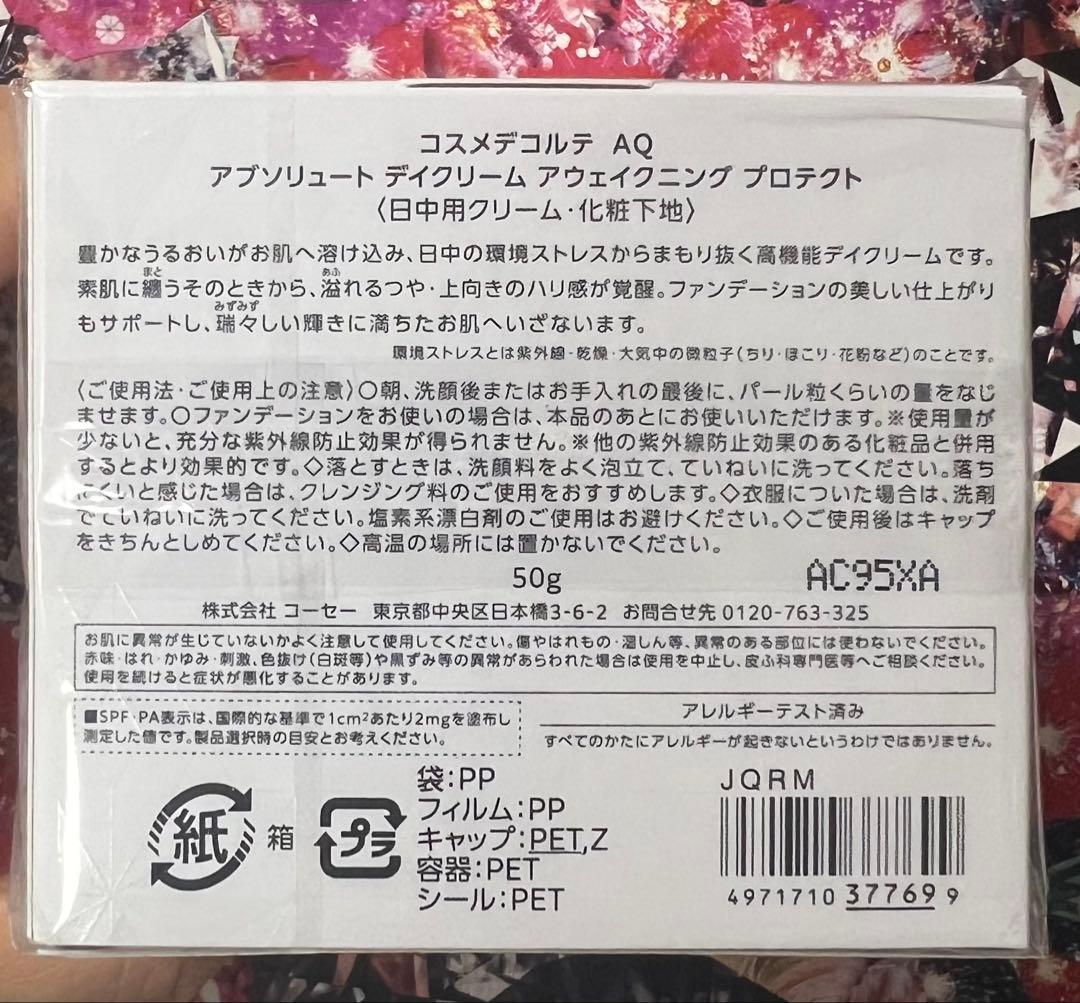 コスメデコルテ AQ
アブソリュート デイクリーム アウェイクニング プロテクト
〈日中用クリーム・化粧下地〉
豊かなうるおいがお肌へ溶け込み、日中の環境ストレスからまもり抜く高機能デイクリームです。
素肌に纏(まと)うそのときから、溢(あふ)れるつや・上向きのハリ感が覚醒。ファンデーションの美しい仕上がり
もサポートし、瑞々(みずみず)しい輝きに満ちたお肌へいざないます。
環境ストレスとは紫外線・乾燥・大気中の微粒子(ちり・ほこり・花粉など)のことです。
〈ご使用法・ご使用上の注意〉○朝、洗顔後またはお手入れの最後に、パール粒くらいの量をなじ
ませます。○ファンデーションをお使いの場合は、本品のあとにお使いいただけます。※使用量が
少ないと、充分な紫外線防止効果が得られません。※他の紫外線防止効果のある化粧品と併用
するとより効果的です。◇落とすときは、洗顔料をよく泡立て、ていねいに洗ってください。落ち
にくいと感じた場合は、クレンジング料のご使用をおすすめします。◇衣服についた場合は、洗剤
でていねいに洗ってください。塩素系漂白剤のご使用はお避けください。◇ご使用後はキャップ
をきちんとしめてください。◇高温の場所には置かないでください。
50g
AC95XA
株式会社 コーセー 東京都中央区日本橋3-6-2 お問合せ先 0120-763-325
お肌に異常が生じていないかよく注意して使用してください。傷やはれもの・湿しん等、異常のある部位には使わないでください。
赤味・はれ・かゆみ・刺激、色抜け(白斑等)や黒ずみ等の異常があらわれた場合は使用を中止し、皮ふ科専門医等へご相談ください。
使用を続けると症状が悪化することがあります。
■SPF・PA表示は、国際的な基準で1cm²あたり2mgを塗布し
測定した値です。製品選択時の目安とお考えください。
アレルギーテスト済み
すべてのかたにアレルギーが起きないというわけではありません。
紙 箱
プラ
袋:PP
フィルム:PP
キャップ:PET,Z
容器:PET
シール:PET
JQRM
4971710 37769 9